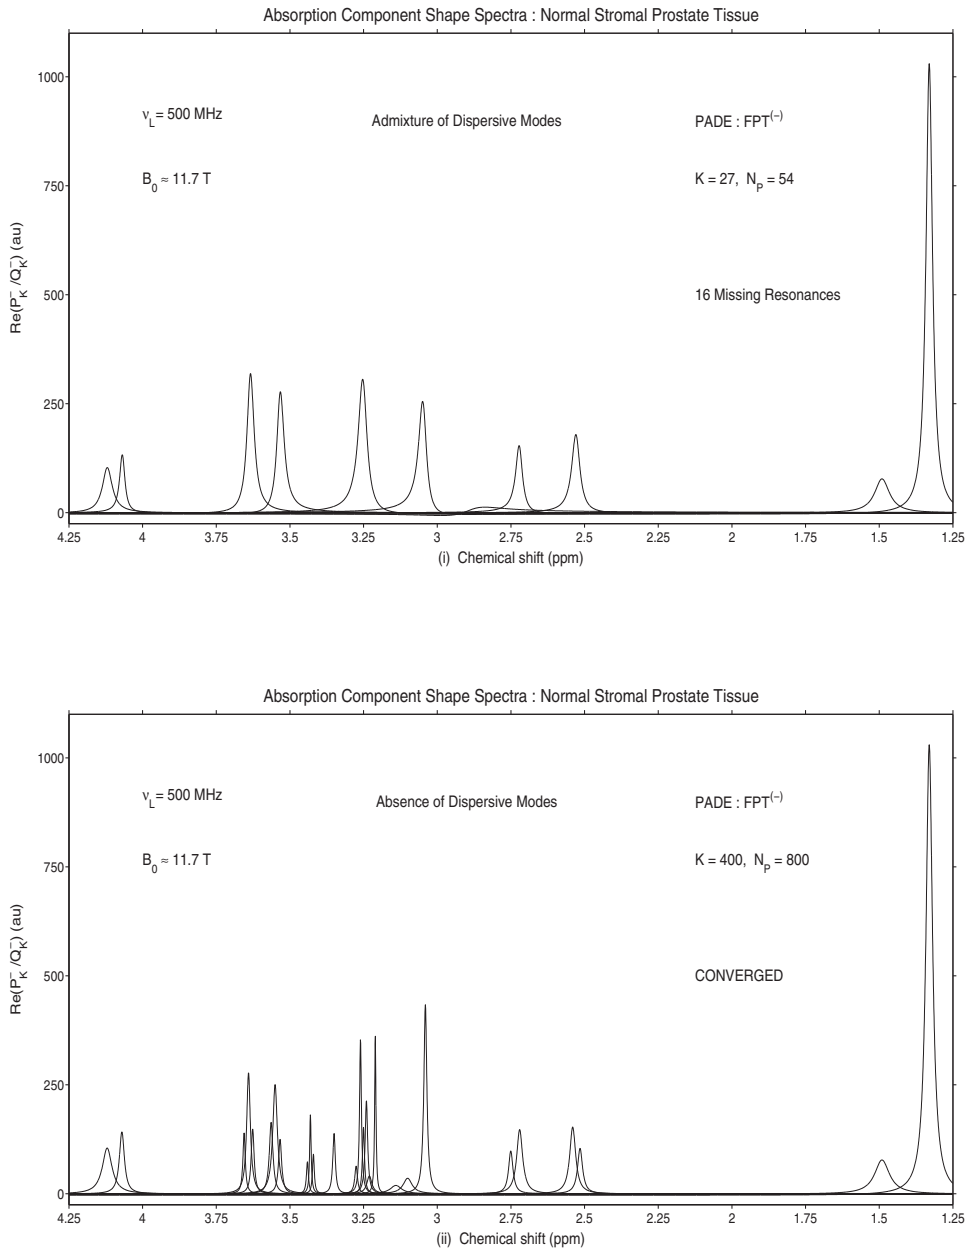 Absorption Component Shape Spectra : Normal Stromal Prostate Tissue
1000
750
500
250
0
Re(P_K^-/Q_K^-) (au)
ν_L = 500 MHz
Admixture of Dispersive Modes
PADE : FPT^(−)
B_0 ≈ 11.7 T
K = 27, N_P = 54
16 Missing Resonances
4.25 4 3.75 3.5 3.25 3 2.75 2.5 2.25 2 1.75 1.5 1.25
(i) Chemical shift (ppm)
Absorption Component Shape Spectra : Normal Stromal Prostate Tissue
1000
750
500
250
0
Re(P_K^-/Q_K^-) (au)
ν_L = 500 MHz
Absence of Dispersive Modes
PADE : FPT^(−)
B_0 ≈ 11.7 T
K = 400, N_P = 800
CONVERGED
4.25 4 3.75 3.5 3.25 3 2.75 2.5 2.25 2 1.75 1.5 1.25
(ii) Chemical shift (ppm)